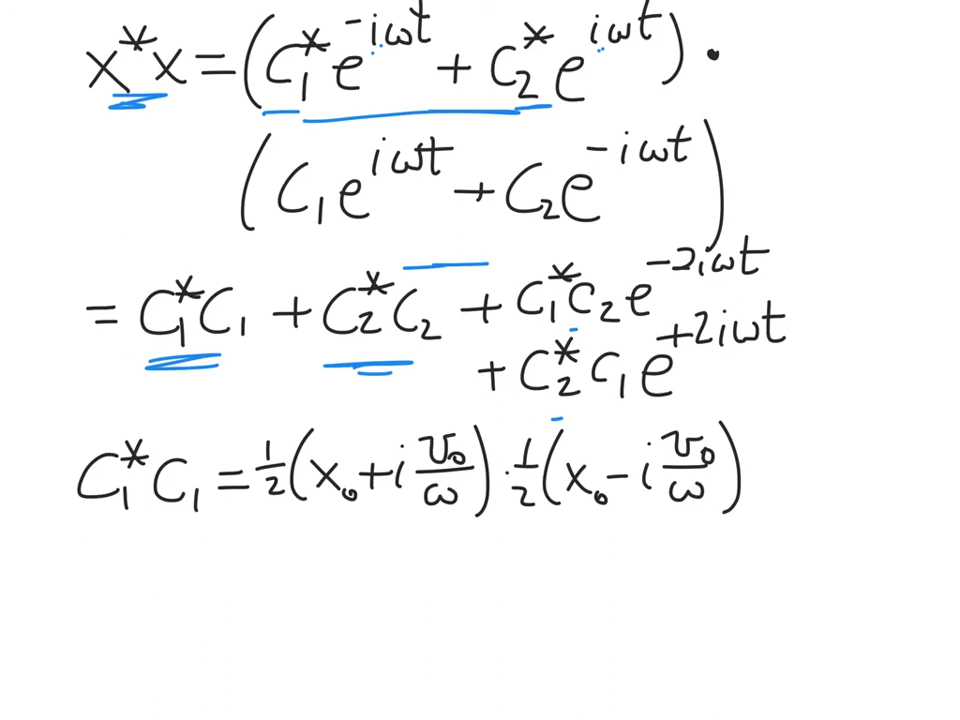 x*x = (C₁* e^{-iωt} + C₂* e^{iωt}) ·
(C₁ e^{iωt} + C₂ e^{-iωt})
= C₁*C₁ + C₂*C₂ + C₁*C₂ e^{-2iωt}
+ C₂*C₁ e^{+2iωt}
C₁*C₁ = ½(x₀ + i v₀/ω) · ½(x₀ - i v₀/ω)